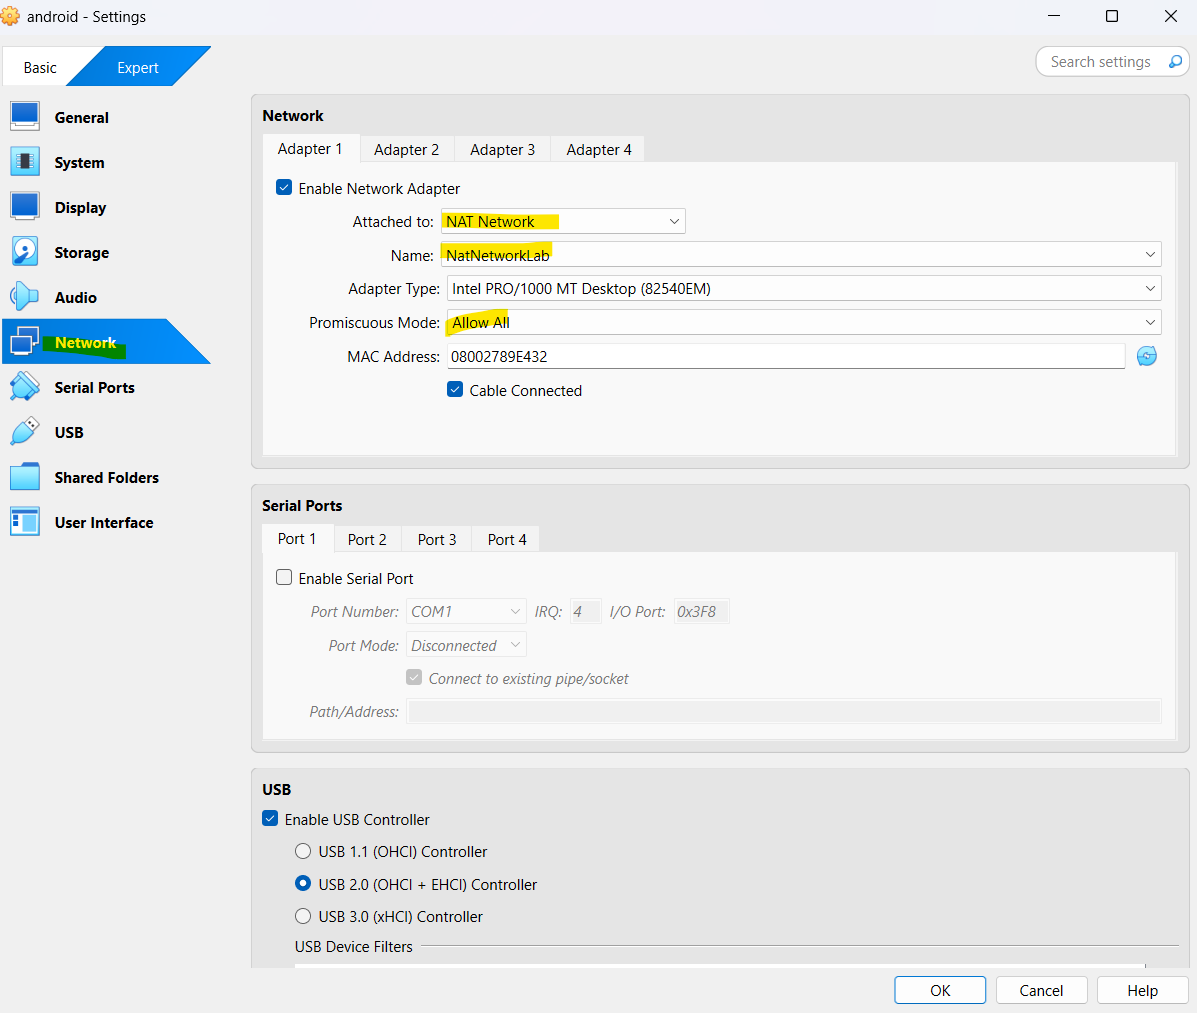 android - Settings
Basic
Expert
Search settings
General
System
Display
Storage
Audio
Network
Serial Ports
USB
Shared Folders
User Interface
Network
Adapter 1
Adapter 2
Adapter 3
Adapter 4
Enable Network Adapter
Attached to: NAT Network
Name: NatNetworkLab
Adapter Type: Intel PRO/1000 MT Desktop (82540EM)
Promiscuous Mode: Allow All
MAC Address: 08002789E432
Cable Connected
Serial Ports
Port 1
Port 2
Port 3
Port 4
Enable Serial Port
Port Number: COM1 IRQ: 4 I/O Port: 0x3F8
Port Mode: Disconnected
Connect to existing pipe/socket
Path/Address:
USB
Enable USB Controller
USB 1.1 (OHCI) Controller
USB 2.0 (OHCI + EHCI) Controller
USB 3.0 (xHCI) Controller
USB Device Filters
OK
Cancel
Help